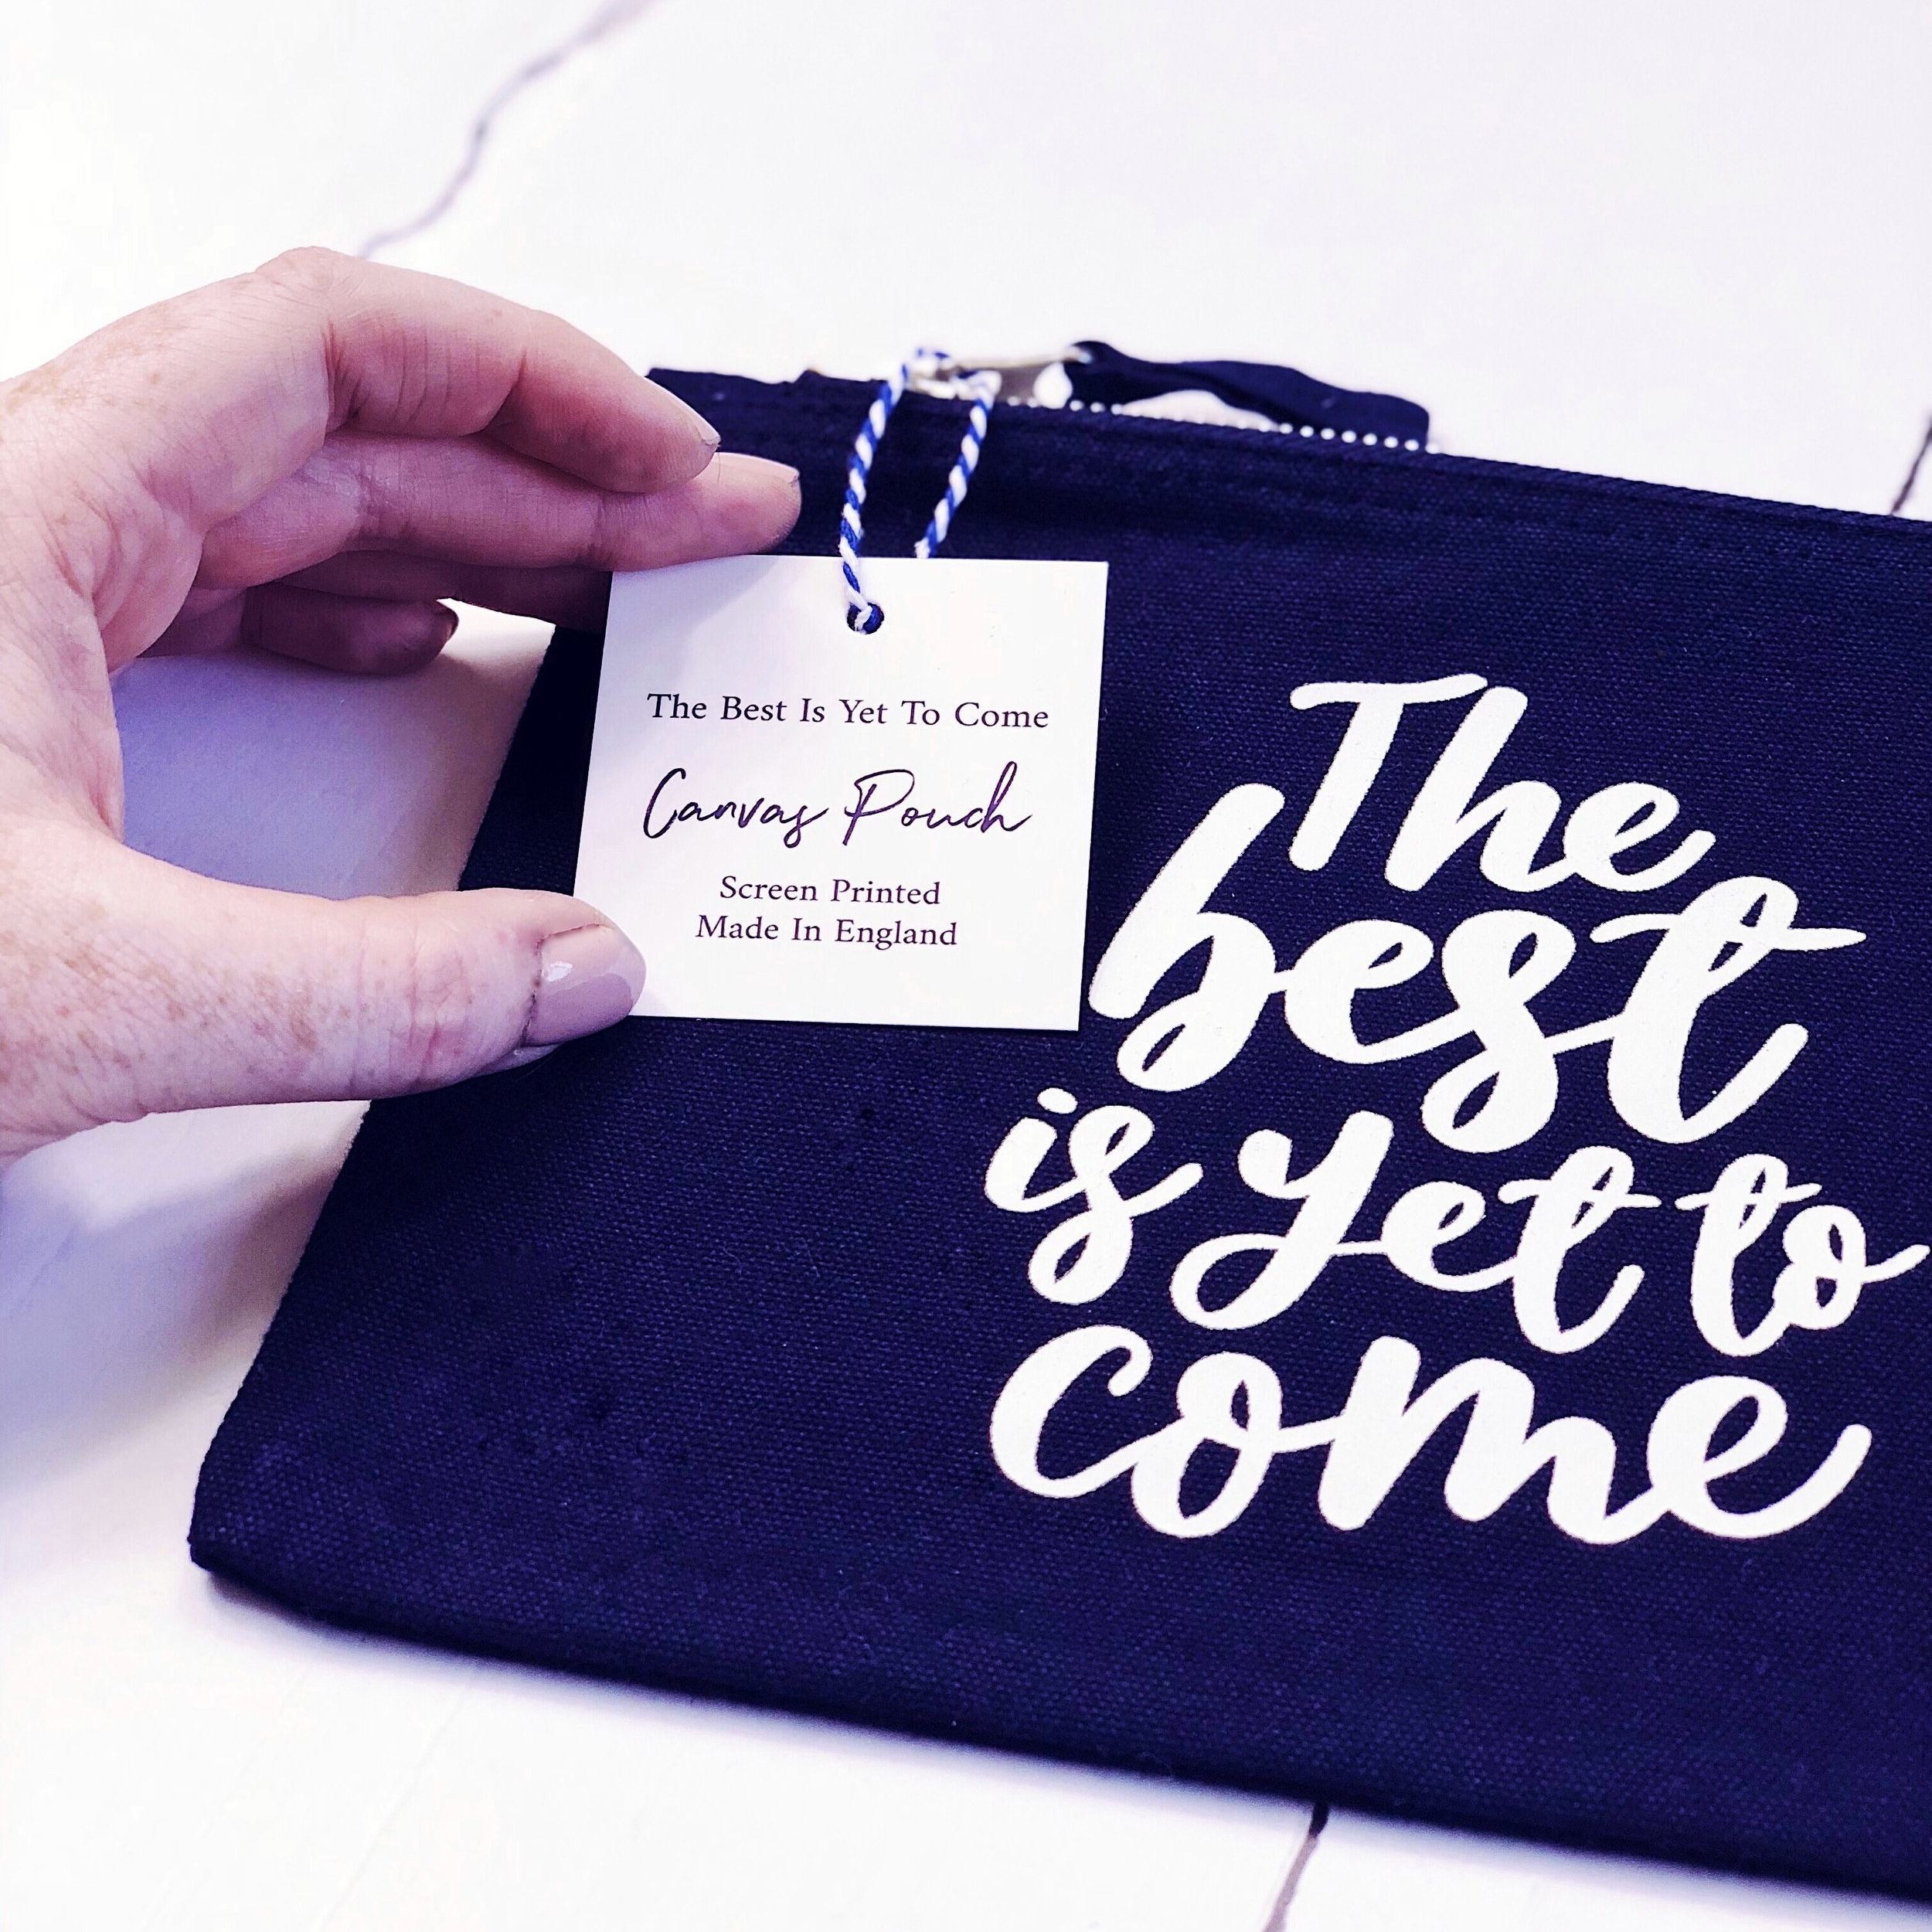 The Best Is Yet To Come
Canvas Pouch
Screen Printed
Made In England
The
best
is yet to
come